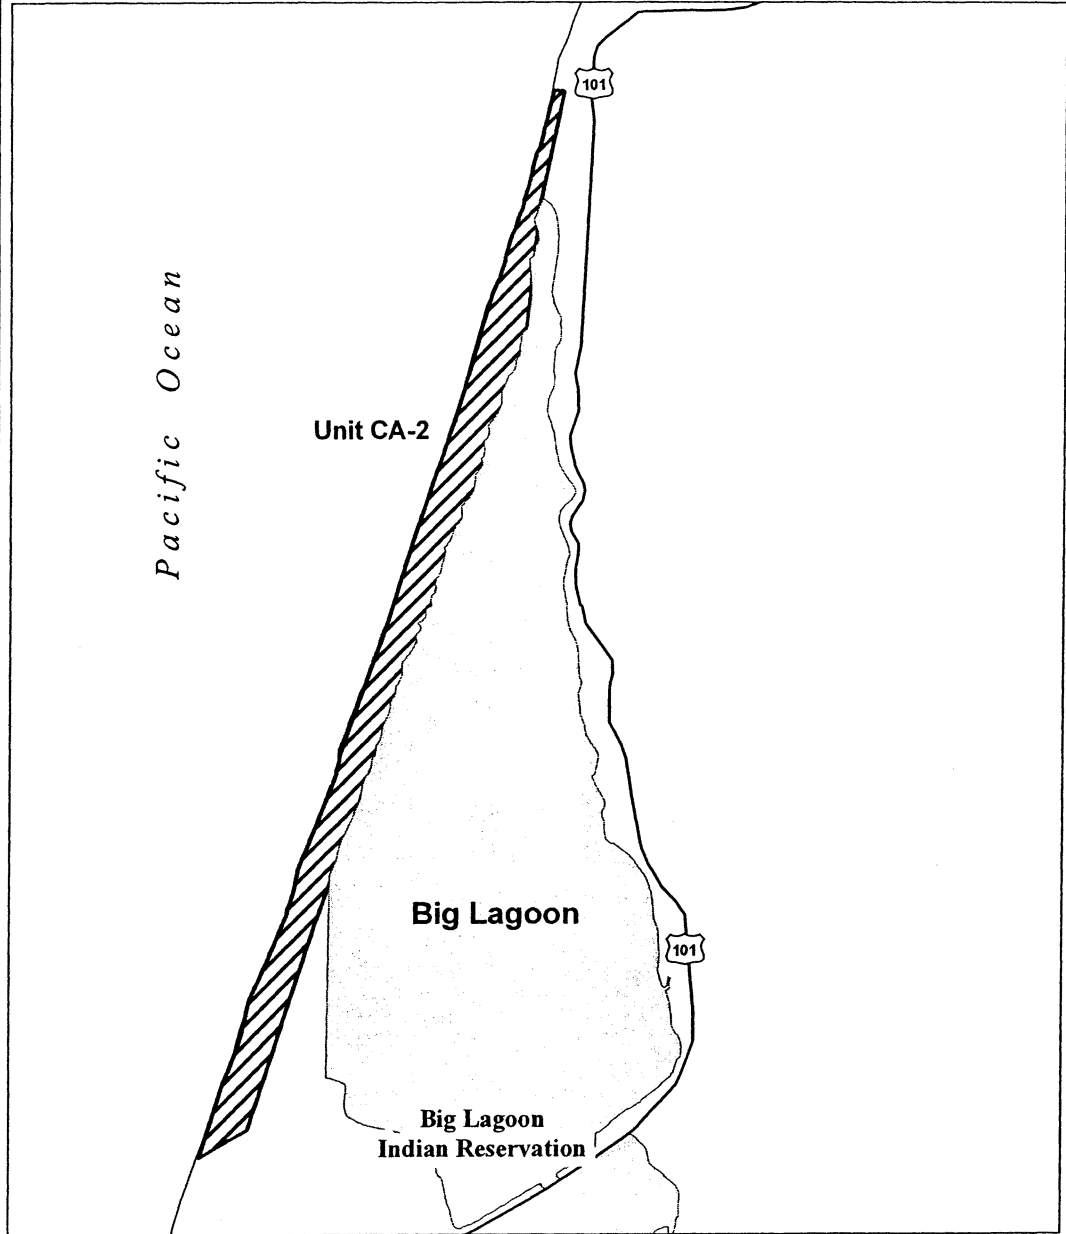 101
Pacific Ocean
Unit CA-2
Big Lagoon
101
Big Lagoon
Indian Reservation